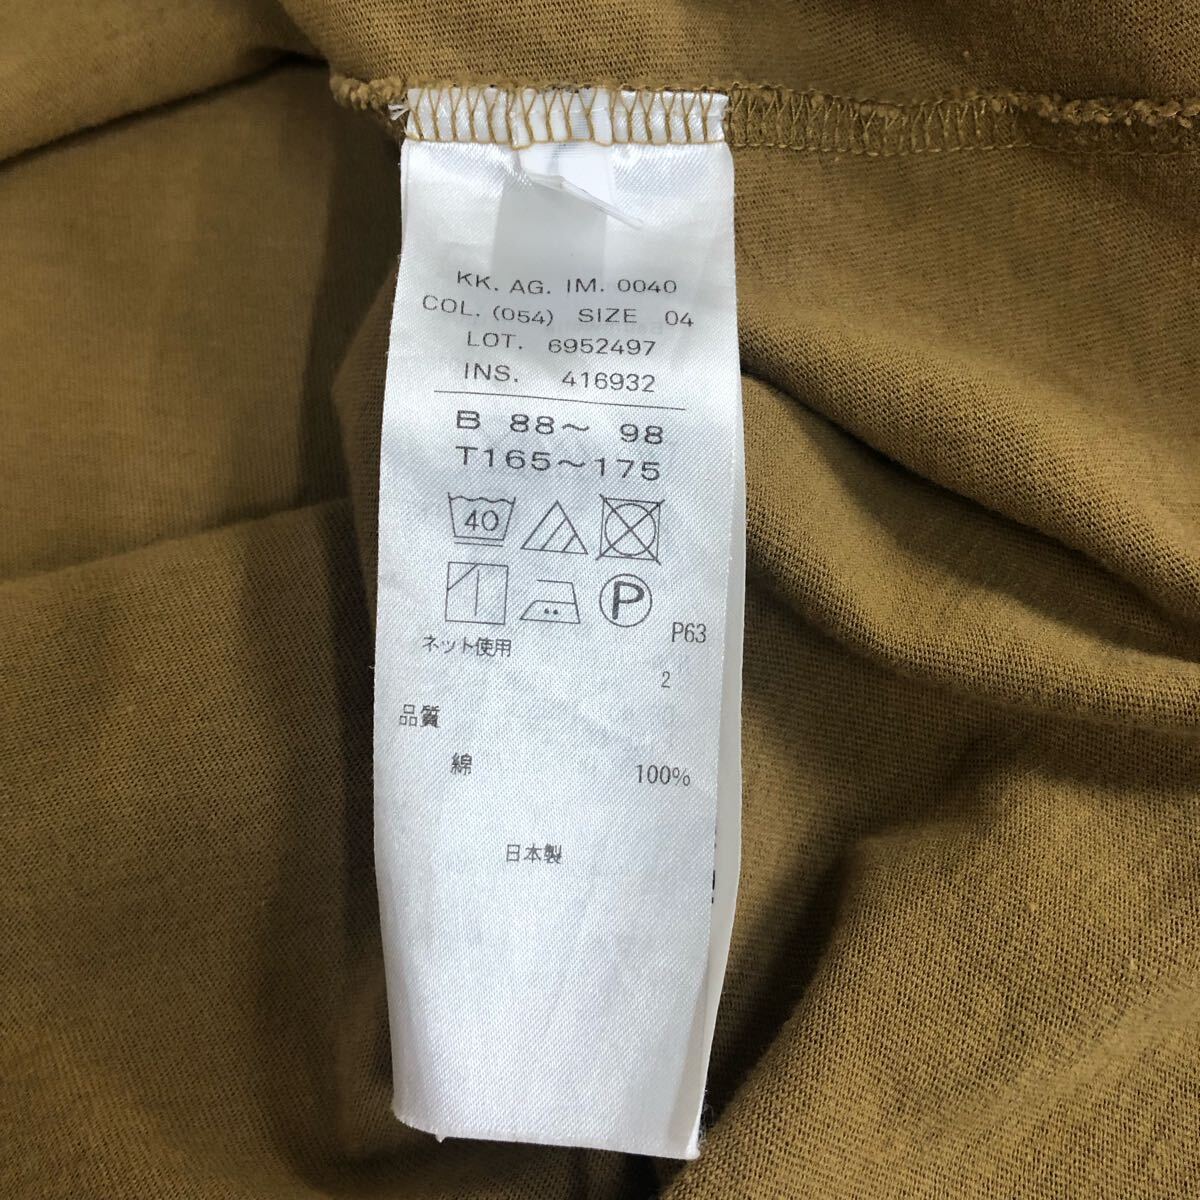 KK. AG. IM. 0040
COL. (054) SIZE 04
LOT. 6952497
INS. 416932
B 88～ 98
T165～175
40
P
P63
ネット使用
2
品質
綿 100%
日本製